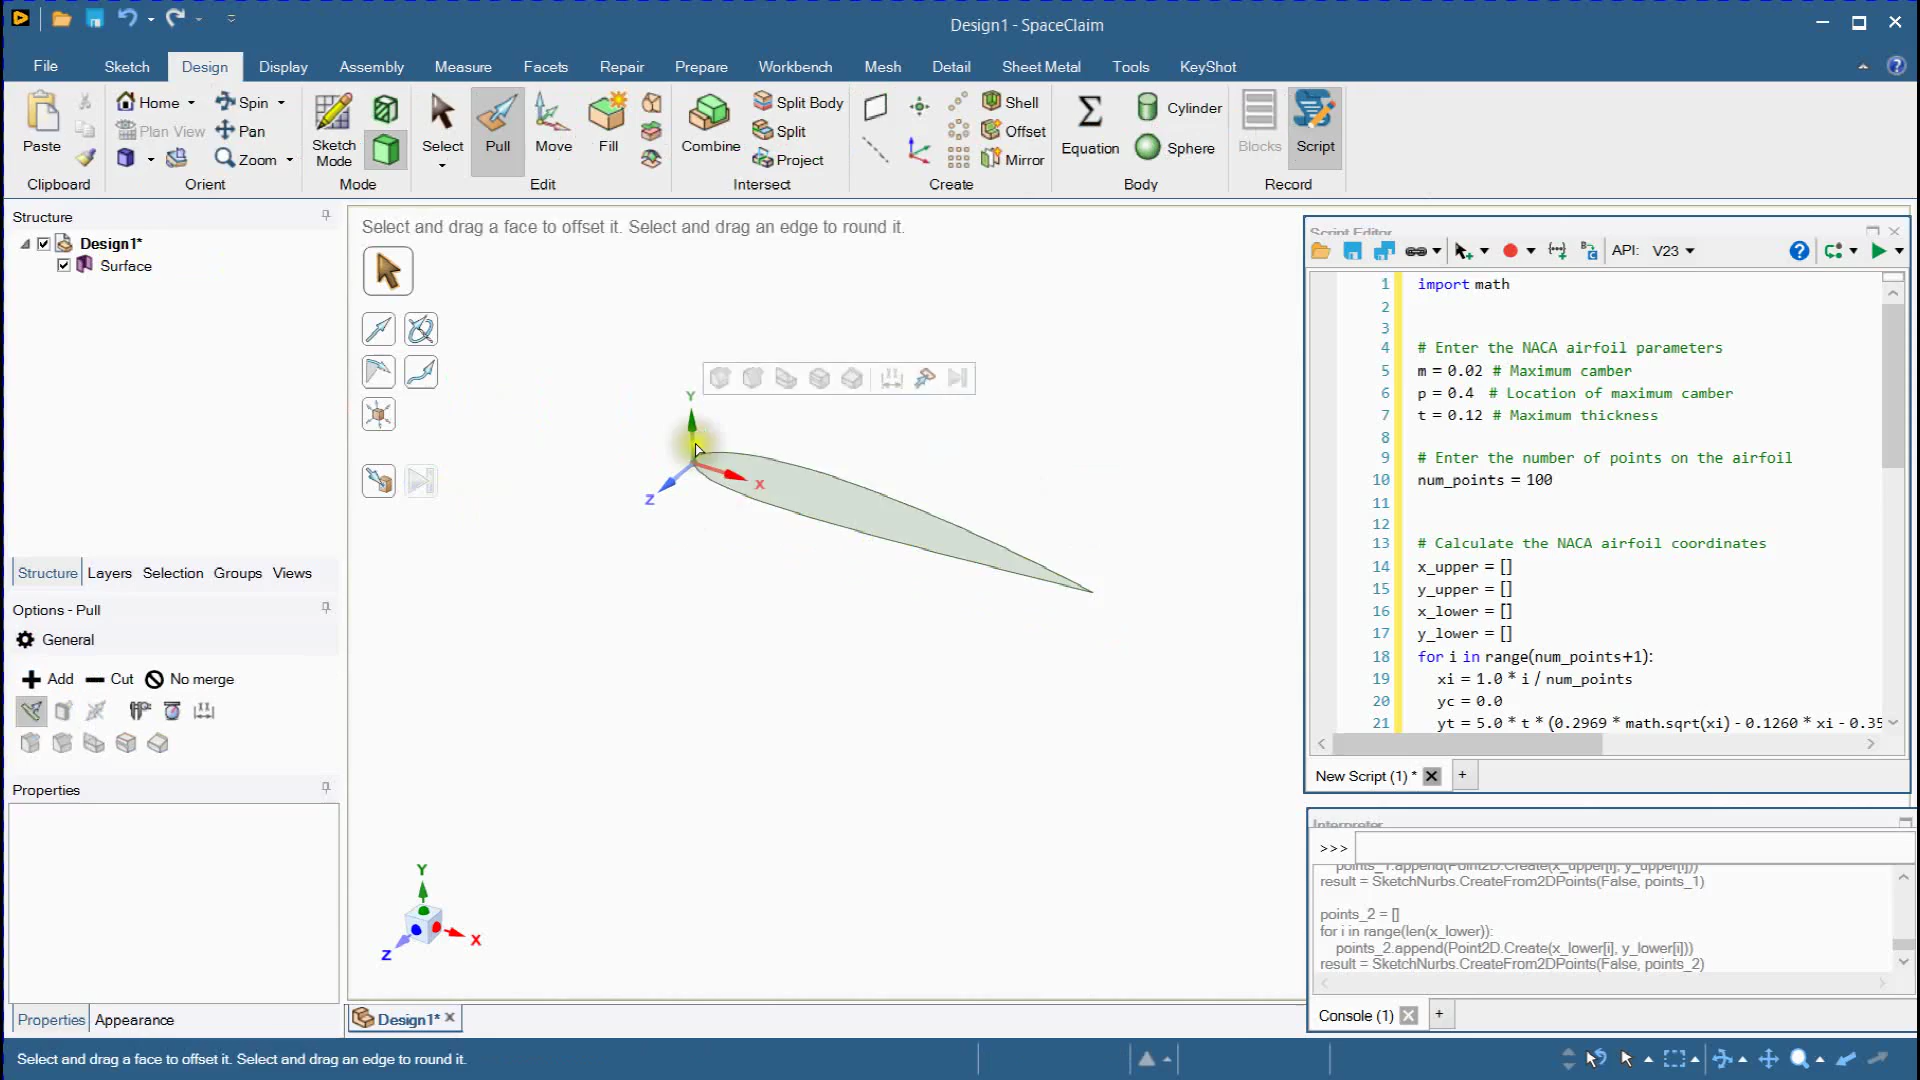 Design1 - SpaceClaim
File Sketch Design Display Assembly Measure Facets Repair Prepare Workbench Mesh Detail Sheet Metal Tools KeyShot
Paste
Clipboard
Home
Plan View
Spin
Pan
Zoom
Orient
Sketch
Mode
Mode
Select
Pull
Move
Fill
Edit
Combine
Split Body
Split
Project
Intersect
Shell
Offset
Mirror
Create
Equation
Cylinder
Sphere
Body
Blocks
Script
Record
Structure
Design1*
Surface
Structure Layers Selection Groups Views
Options - Pull
General
Add Cut No merge
Properties
Properties Appearance
Select and drag a face to offset it. Select and drag an edge to round it.
Y
X
Z
Y
X
Z
Design1*
Script Editor
API: V23
1 import math
2
3
4 # Enter the NACA airfoil parameters
5 m = 0.02 # Maximum camber
6 p = 0.4 # Location of maximum camber
7 t = 0.12 # Maximum thickness
8
9 # Enter the number of points on the airfoil
10 num_points = 100
11
12
13 # Calculate the NACA airfoil coordinates
14 x_upper = []
15 y_upper = []
16 x_lower = []
17 y_lower = []
18 for i in range(num_points+1):
19 xi = 1.0 * i / num_points
20 yc = 0.0
21 yt = 5.0 * t * (0.2969 * math.sqrt(xi) - 0.1260 * xi - 0.35
New Script (1) *
+
Interpreter
>>>
points_1.append(Point2D.Create(x_upper[i], y_upper[i]))
result = SketchNurbs.CreateFrom2DPoints(False, points_1)
points_2 = []
for i in range(len(x_lower)):
points_2.append(Point2D.Create(x_lower[i], y_lower[i]))
result = SketchNurbs.CreateFrom2DPoints(False, points_2)
Console (1)
+
Select and drag a face to offset it. Select and drag an edge to round it.